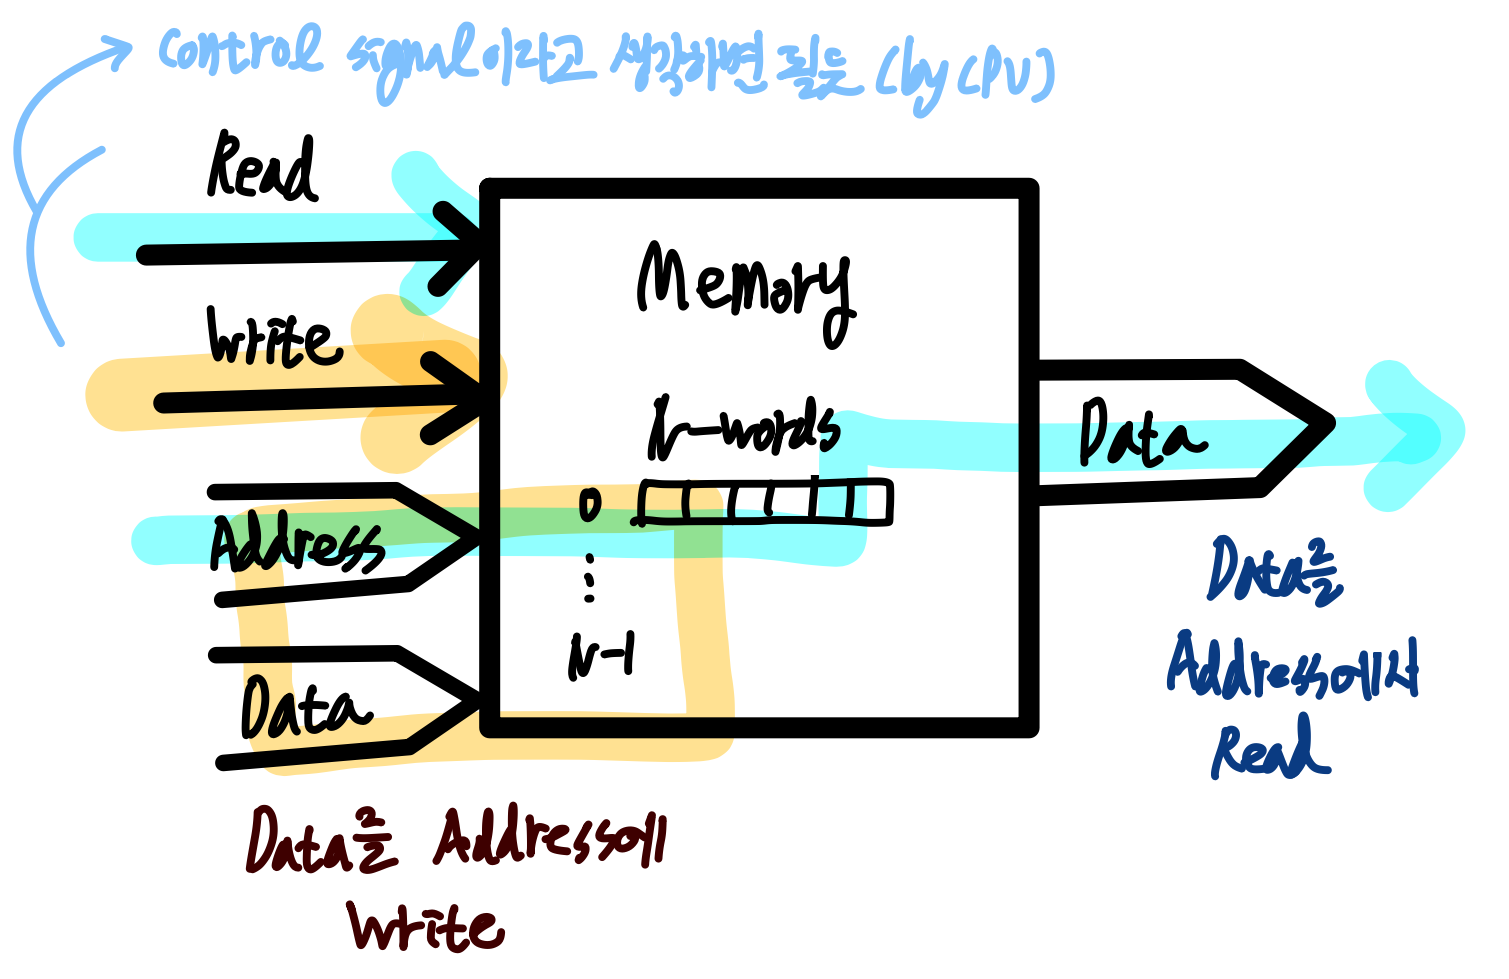 Control signal이라고 생각하면 될듯 (by CPU)
Read
Write
Address
Data
Memory
N-words
0
⋮
N-1
Data
Data를
Address에서
Read
Data를 Address에
Write